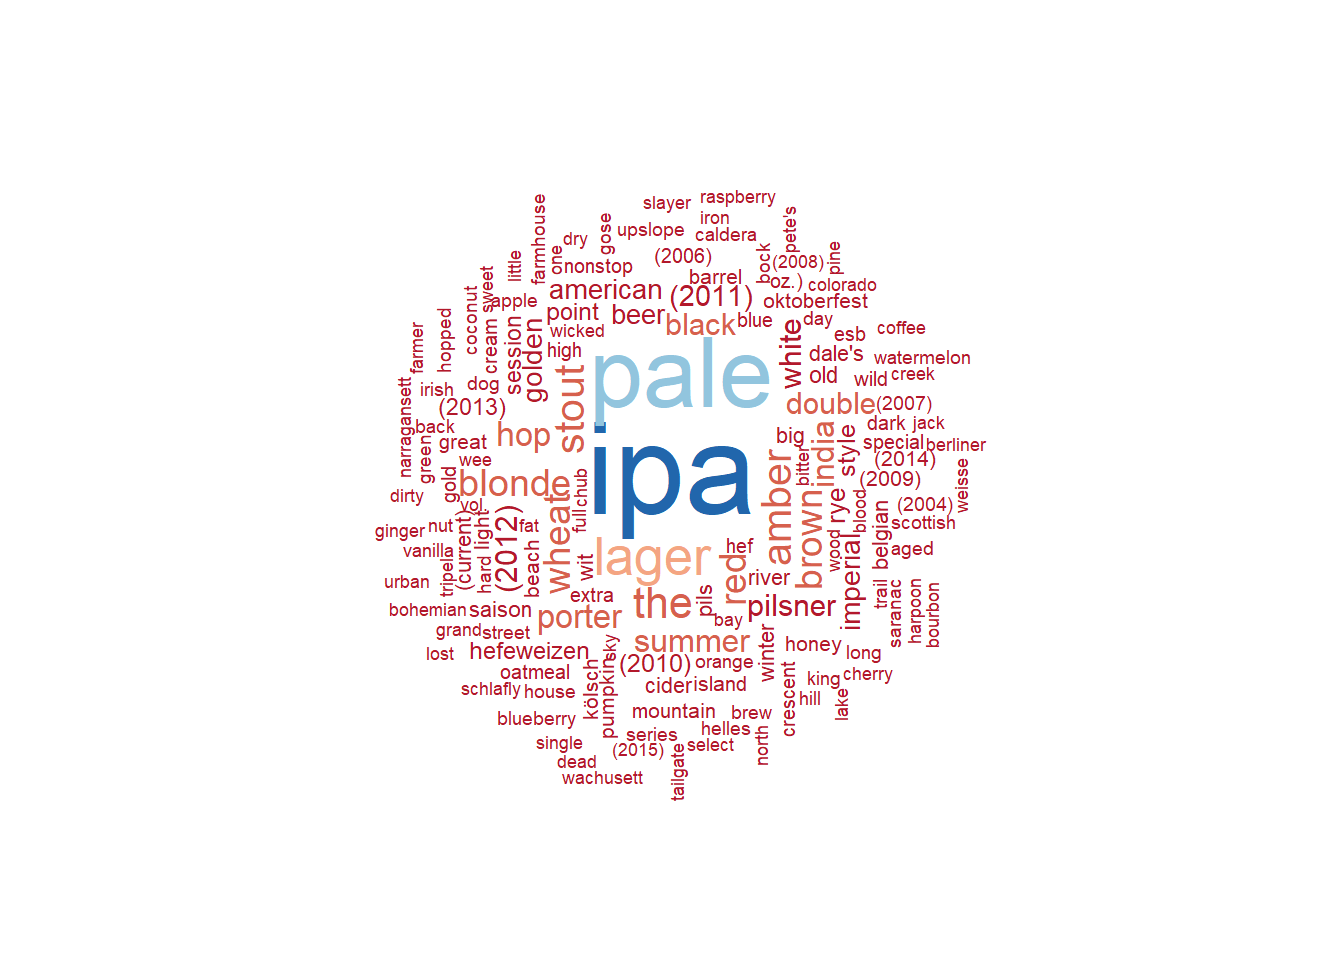 slayer raspberry
iron
upslope caldera
pete's
farmhouse
gose
dry
one
little
nonstop
(2006)
bock
(2008)
pine
barrel
oz.)
colorado
sweet
apple
american (2011)
oktoberfest
coconut
cream
hopped
farmer
session
golden
point beer
wicked
high
black
blue
white
day
esb
coffee
dale's
watermelon
old
wild
creek
pale
irish
dog
stout
double
(2007)
narragansett
(2013)
back
great
hop
wee
green
gold
big
bitter
india
style
dark
jack
special
berliner
(2014)
(2009)
weisse
ipa
blonde
dirty
vol.
chub
full
wheat
amber
brown
rye
blood
(2004)
scottish
ginger
nut
light
hard
(current)
(2012)
fat
beach
vanilla
tripela
urban
lager
wit
hef
red
wood
imperial
belgian
aged
river
extra
the
pils
pilsner
bay
trail
saranac
harpoon
bourbon
bohemian
saison
porter
grand
street
lost
hefeweizen
summer
sky
winter
honey
long
oatmeal
kölsch
pumpkin
(2010)
orange
king
cherry
schlafly
house
cider
island
crescent
hill
lake
blueberry
mountain
brew
helles
single
series
(2015)
select
north
dead
wachusett
tailgate